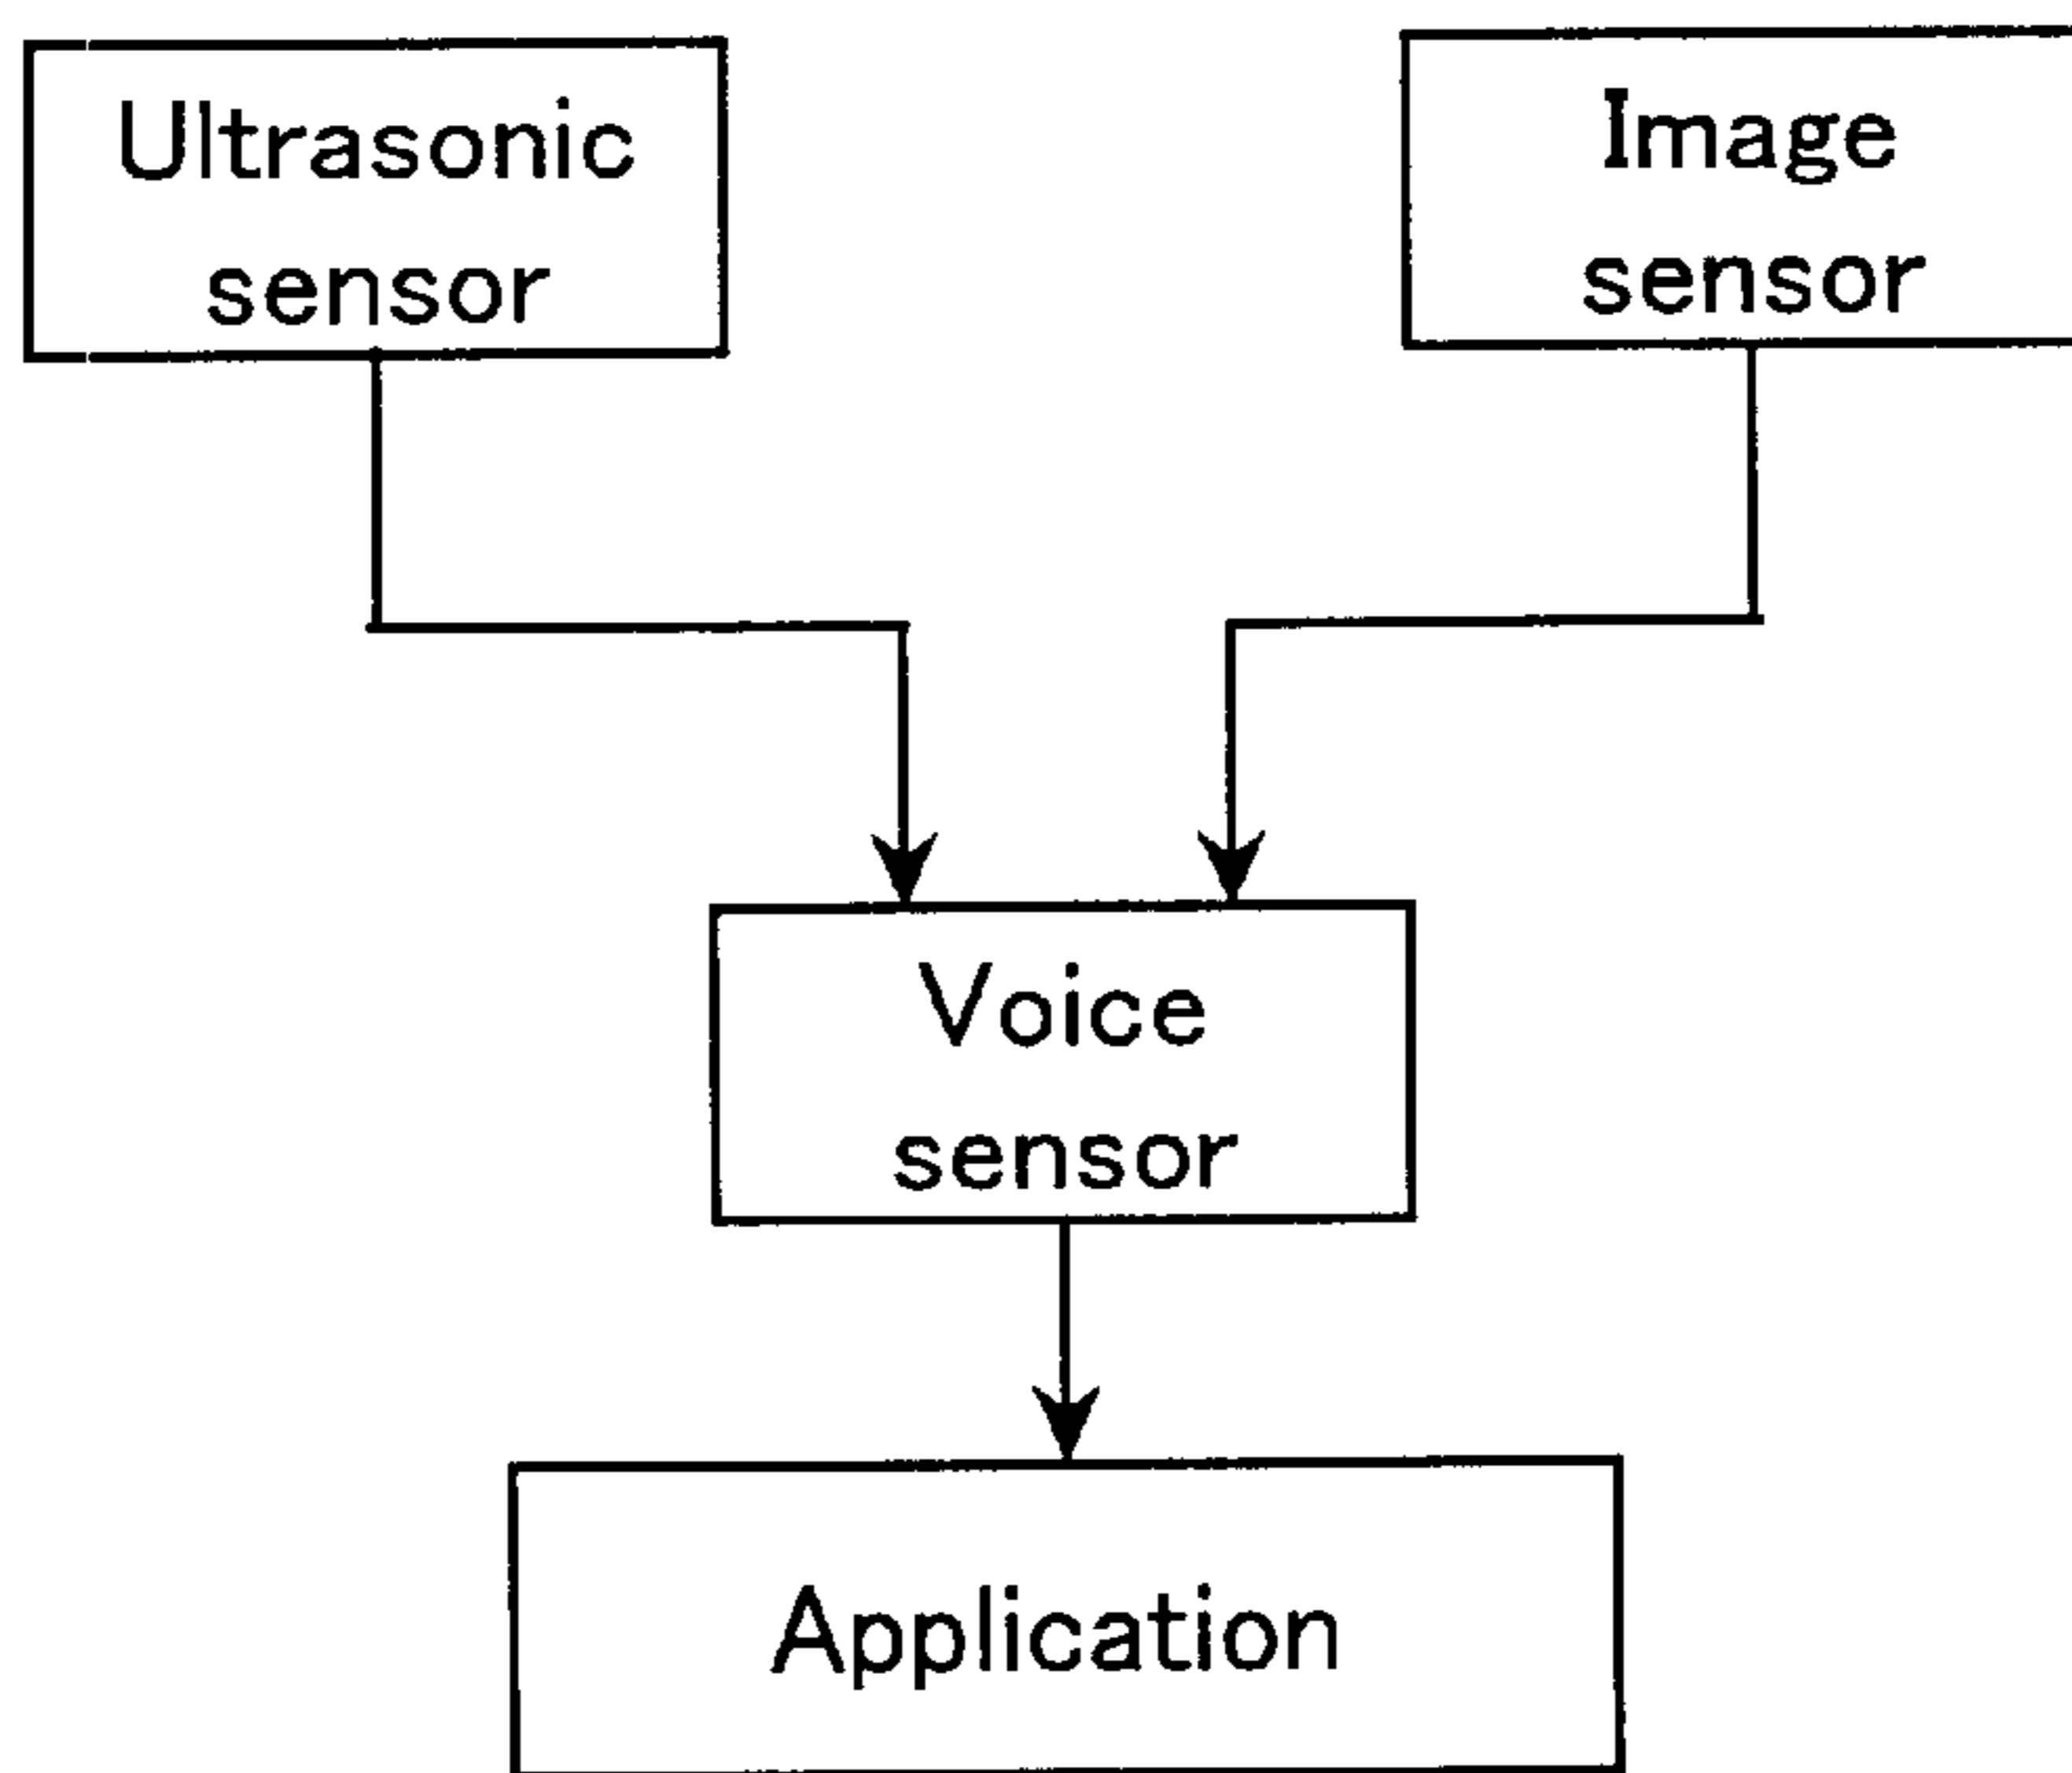 Ultrasonic
sensor
Image
sensor
Voice
sensor
Application